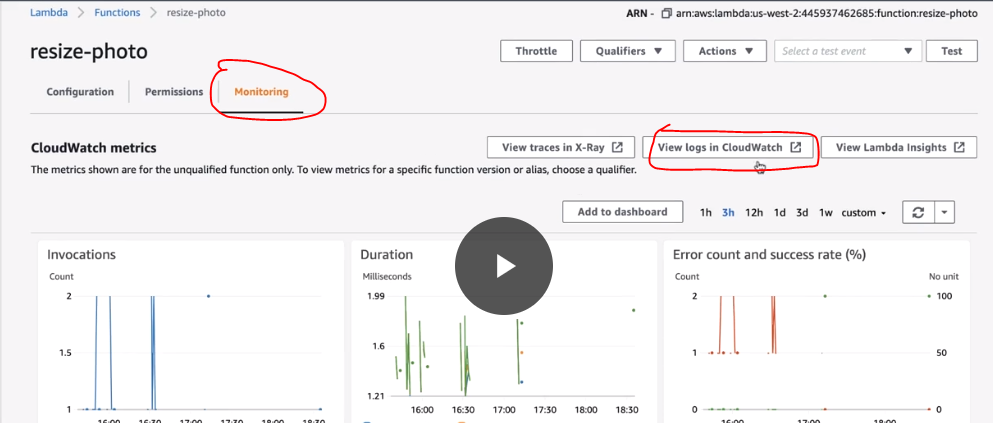 Lambda > Functions > resize-photo
ARN - arn:aws:lambda:us-west-2:445937462685:function:resize-photo
resize-photo
Throttle Qualifiers Actions Select a test event Test
Configuration Permissions Monitoring
CloudWatch metrics
View traces in X-Ray View logs in CloudWatch View Lambda Insights
The metrics shown are for the unqualified function only. To view metrics for a specific function version or alias, choose a qualifier.
Add to dashboard 1h 3h 12h 1d 3d 1w custom
Invocations
Count
2
1.5
1
16:00 16:30 17:00 17:30 18:00 18:30
Duration
Milliseconds
1.99
1.6
1.21
16:00 16:30 17:00 17:30 18:00 18:30
Error count and success rate (%)
Count No unit
2 100
1 50
0 0
16:00 17:00 18:00